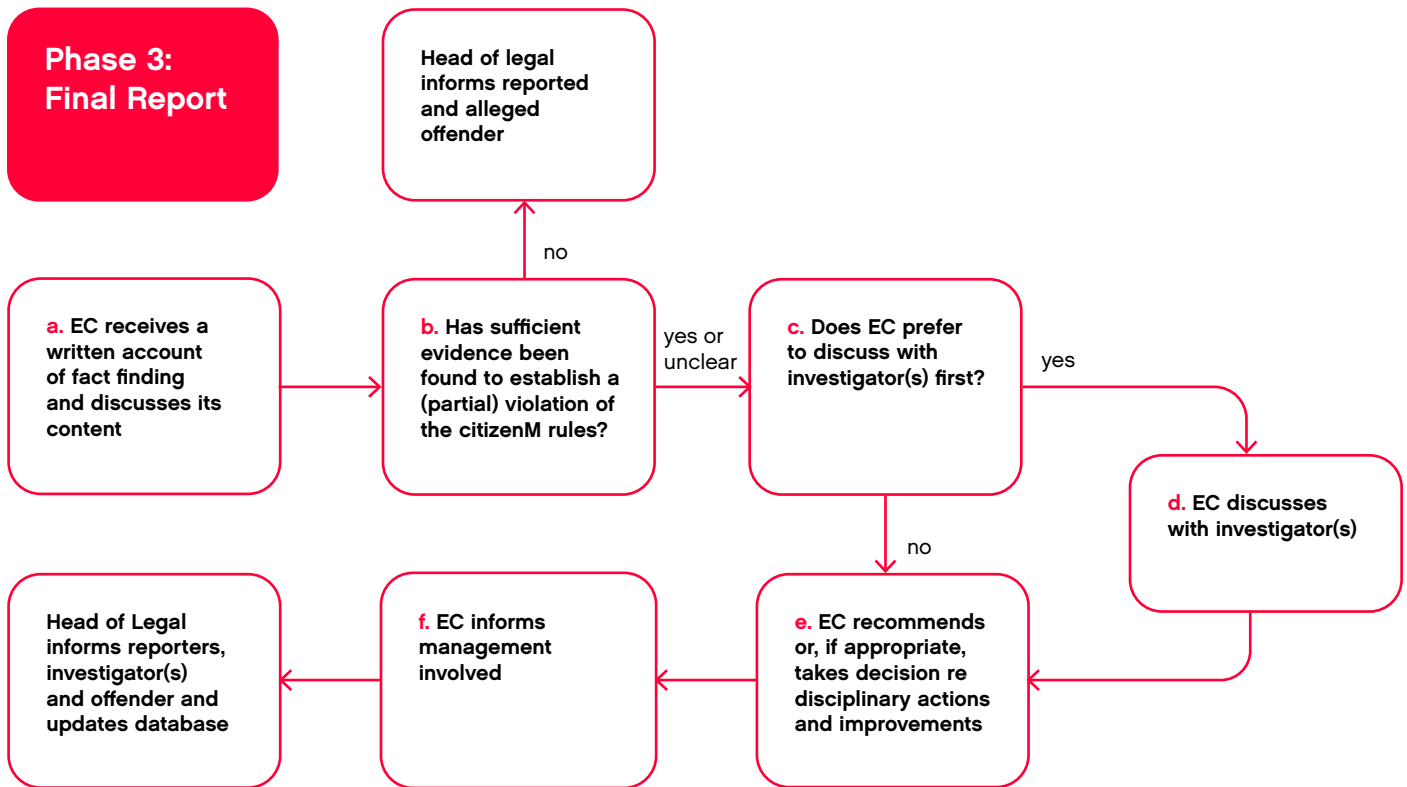 Phase 3:
Final Report
Head of legal
informs reported
and alleged
offender
no
a. EC receives a
written account
of fact finding
and discusses its
content
b. Has sufficient
evidence been
found to establish a
(partial) violation of
the citizenM rules?
yes or
unclear
c. Does EC prefer
to discuss with
investigator(s) first?
yes
d. EC discusses
with investigator(s)
no
e. EC recommends
or, if appropriate,
takes decision re
disciplinary actions
and improvements
f. EC informs
management
involved
Head of Legal
informs reporters,
investigator(s)
and offender and
updates database